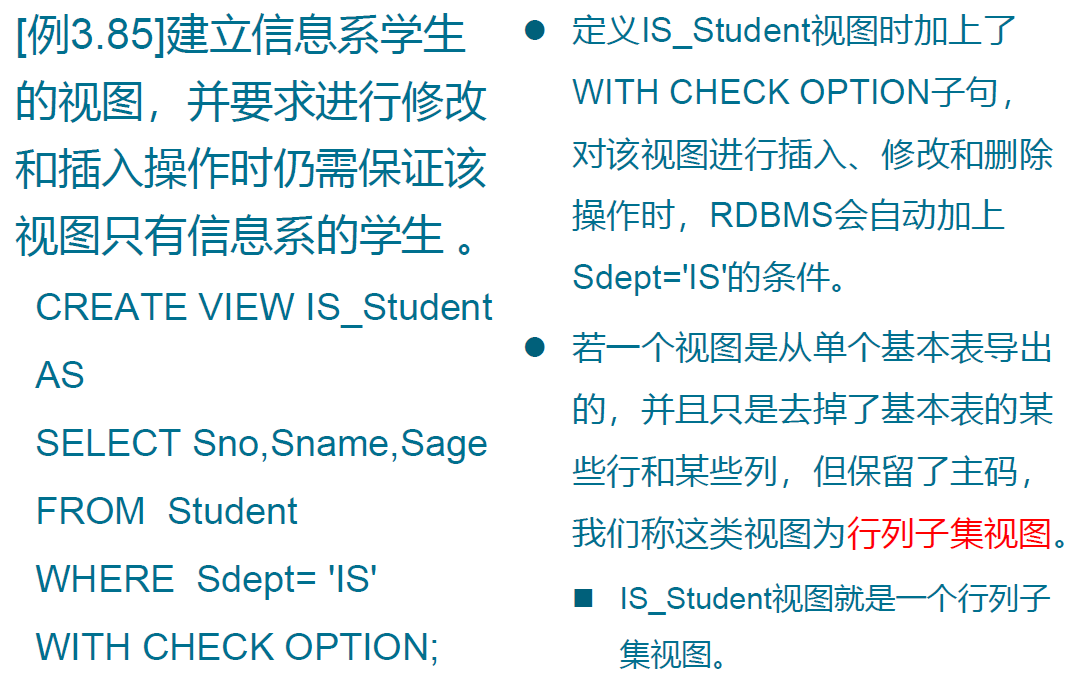 [例3.85]建立信息系学生
的视图，并要求进行修改
和插入操作时仍需保证该
视图只有信息系的学生 。
CREATE VIEW IS_Student
AS
SELECT Sno,Sname,Sage
FROM  Student
WHERE  Sdept= 'IS'
WITH CHECK OPTION;
● 定义IS_Student视图时加上了
WITH CHECK OPTION子句，
对该视图进行插入、修改和删除
操作时，RDBMS会自动加上
Sdept='IS'的条件。
● 若一个视图是从单个基本表导出
的，并且只是去掉了基本表的某
些行和某些列，但保留了主码，
我们称这类视图为行列子集视图。
■ IS_Student视图就是一个行列子
集视图。